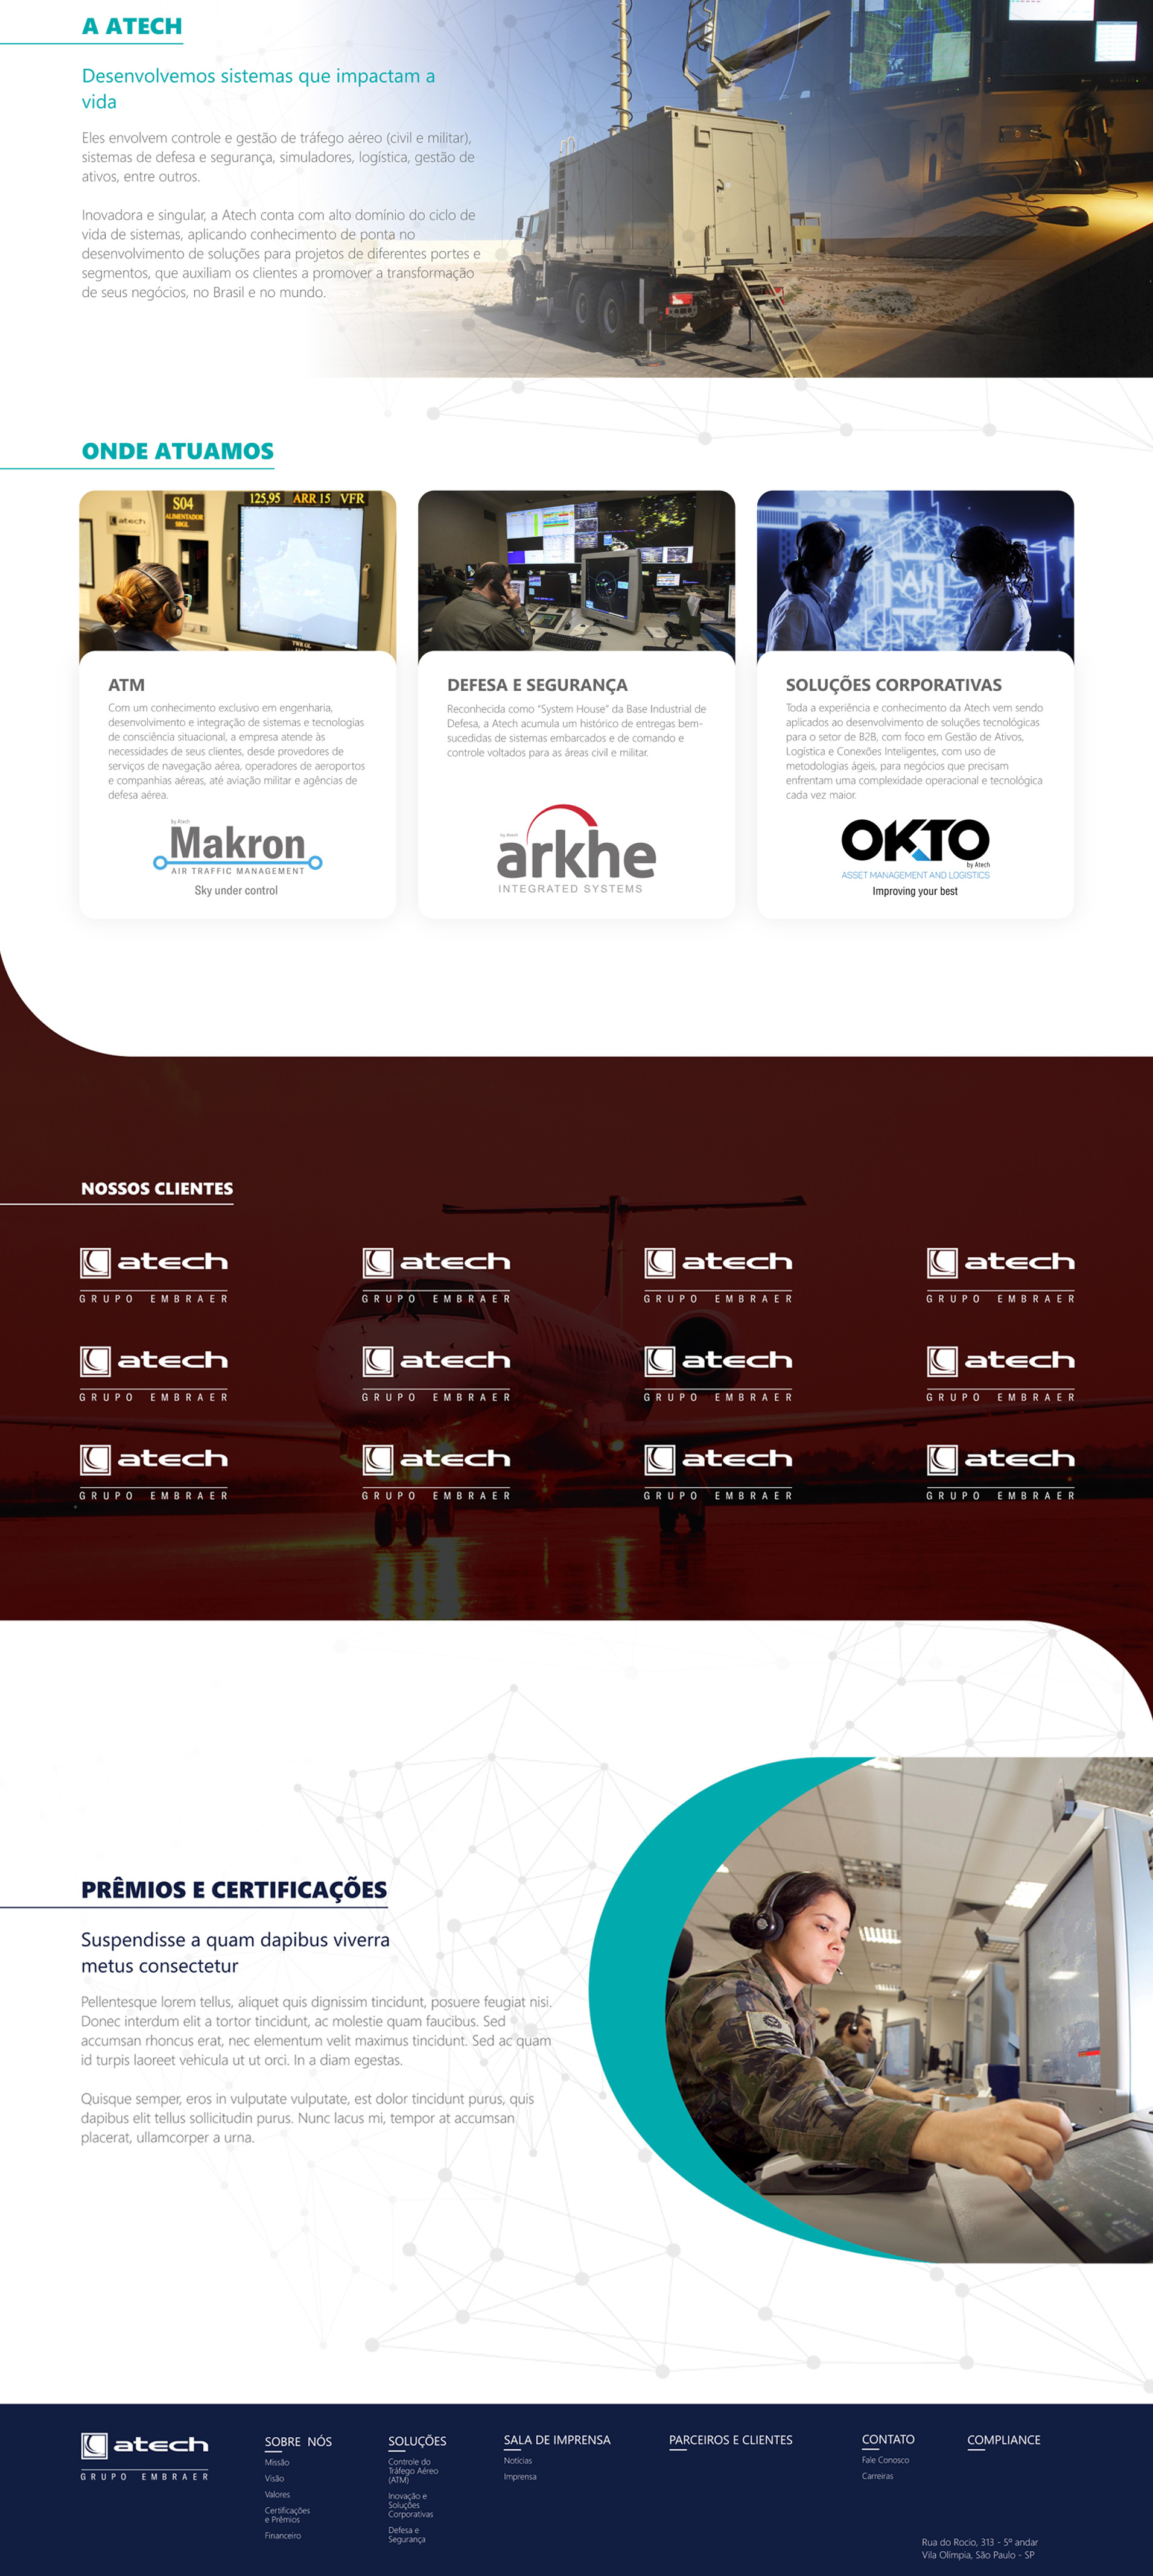 A ATECH
Desenvolvemos sistemas que impactam a
vida
Eles envolvem controle e gestão de tráfego aéreo (civil e militar),
sistemas de defesa e segurança, simuladores, logística, gestão de
ativos, entre outros.
Inovadora e singular, a Atech conta com alto domínio do ciclo de
vida de sistemas, aplicando conhecimento de ponta no
desenvolvimento de soluções para projetos de diferentes portes e
segmentos, que auxiliam os clientes a promover a transformação
de seus negócios, no Brasil e no mundo.
ONDE ATUAMOS
S04
ALIMENTADOR
SBGL
125,95 ARR 15 VFR
atech
TWR GL
AI
ATM
Com um conhecimento exclusivo em engenharia,
desenvolvimento e integração de sistemas e tecnologias
de consciência situacional, a empresa atende às
necessidades de seus clientes, desde provedores de
serviços de navegação aérea, operadores de aeroportos
e companhias aéreas, até aviação militar e agências de
defesa aérea.
by Atech
Makron
AIR TRAFFIC MANAGEMENT
Sky under control
DEFESA E SEGURANÇA
Reconhecida como “System House” da Base Industrial de
Defesa, a Atech acumula um histórico de entregas bem-
sucedidas de sistemas embarcados e de comando e
controle voltados para as áreas civil e militar.
by Atech
arkhe
INTEGRATED SYSTEMS
SOLUÇÕES CORPORATIVAS
Toda a experiência e conhecimento da Atech vem sendo
aplicados ao desenvolvimento de soluções tecnológicas
para o setor de B2B, com foco em Gestão de Ativos,
Logística e Conexões Inteligentes, com uso de
metodologias ágeis, para negócios que precisam
enfrentam uma complexidade operacional e tecnológica
cada vez maior.
OKTO
by Atech
ASSET MANAGEMENT AND LOGISTICS
Improving your best
NOSSOS CLIENTES
atech atech atech atech
GRUPO EMBRAER GRUPO EMBRAER GRUPO EMBRAER GRUPO EMBRAER
atech atech atech atech
GRUPO EMBRAER GRUPO EMBRAER GRUPO EMBRAER GRUPO EMBRAER
atech atech atech atech
GRUPO EMBRAER GRUPO EMBRAER GRUPO EMBRAER GRUPO EMBRAER
PRÊMIOS E CERTIFICAÇÕES
Suspendisse a quam dapibus viverra
metus consectetur
Pellentesque lorem tellus, aliquet quis dignissim tincidunt, posuere feugiat nisi.
Donec interdum elit a tortor tincidunt, ac molestie quam faucibus. Sed
accumsan rhoncus erat, nec elementum velit maximus tincidunt. Sed ac quam
id turpis laoreet vehicula ut ut orci. In a diam egestas.
Quisque semper, eros in vulputate vulputate, est dolor tincidunt purus, quis
dapibus elit tellus sollicitudin purus. Nunc lacus mi, tempor at accumsan
placerat, ullamcorper a urna.
atech
GRUPO EMBRAER
SOBRE NÓS
Missão
Visão
Valores
Certificações
e Prêmios
Financeiro
SOLUÇÕES
Controle do
Tráfego Aéreo
(ATM)
Inovação e
Soluções
Corporativas
Defesa e
Segurança
SALA DE IMPRENSA
Notícias
Imprensa
PARCEIROS E CLIENTES
CONTATO
Fale Conosco
Carreiras
COMPLIANCE
Rua do Rocio, 313 - 5º andar
Vila Olímpia, São Paulo - SP